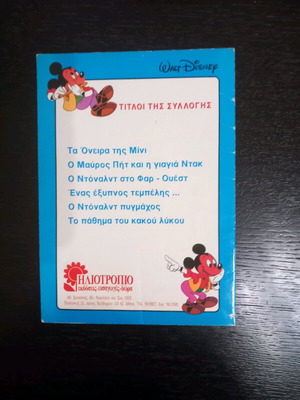 WALT DISNEY
ΤΙΤΛΟΙ ΤΗΣ ΣΥΛΛΟΓΗΣ
Τα Όνειρα της Μίνι
Ο Μαύρος Πήτ και η γιαγιά Ντακ
Ο Ντόναλντ στο Φαρ - Ουέστ
Ένας έξυπνος τεμπέλης ...
Ο Ντόναλντ πυγμάχος
Το πάθημα του κακού λύκου
ΗΛΙΟΤΡΟΠΙΟ